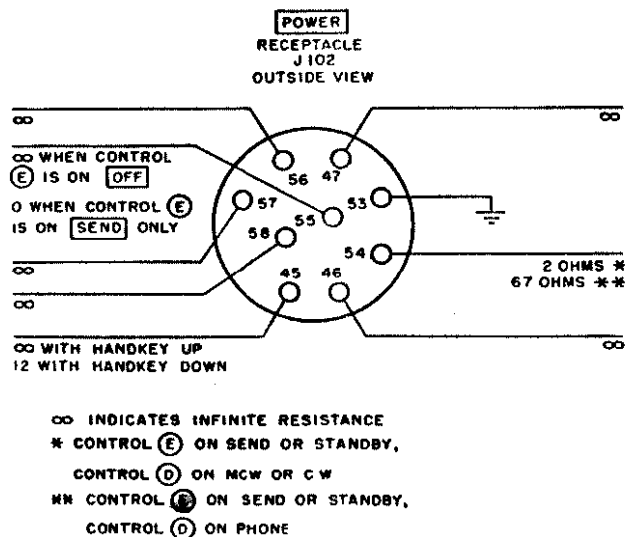 POWER
RECEPTACLE
J 102
OUTSIDE VIEW
∞
∞
∞ WHEN CONTROL
Ⓔ IS ON OFF
O WHEN CONTROL Ⓔ
IS ON SEND ONLY
56
47
57
53
55
58
54
45
46
2 OHMS *
67 OHMS **
∞
∞
∞
∞ WITH HANDKEY UP
12 WITH HANDKEY DOWN
∞ INDICATES INFINITE RESISTANCE
* CONTROL Ⓔ ON SEND OR STANDBY,
CONTROL Ⓓ ON MCW OR CW
** CONTROL Ⓔ ON SEND OR STANDBY,
CONTROL Ⓓ ON PHONE